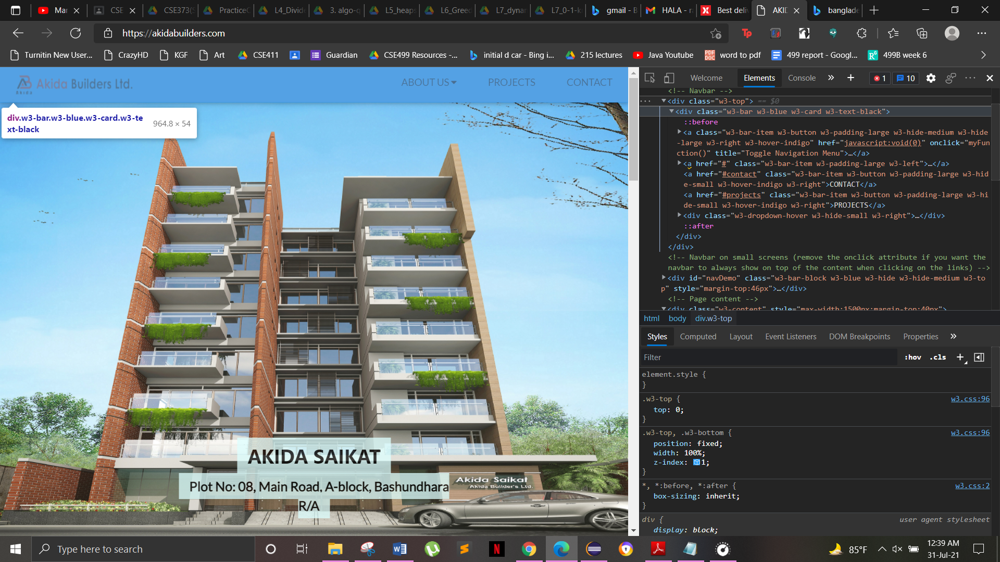 Mar
CSE
CSE373(S
PracticeC
L4_Divid
3. algo-q
L5_heaps
L6_Greed
L7_dynan
L7_0-1-k
gmail - B
HALA - r
Best deli
AKID
banglade
https://akidabuilders.com
Turnitin New User...
CrazyHD
KGF
Art
CSE411
Guardian
CSE499 Resources -...
initial d car - Bing i...
215 lectures
Java Youtube
word to pdf
499 report - Googl...
499B week 6
Akida Builders Ltd.
Akida
ABOUT US
PROJECTS
CONTACT
div.w3-bar.w3-blue.w3-card.w3-te
xt-black
964.8 × 54
AKIDA SAIKAT
Plot No: 08, Main Road, A-block, Bashundhara
R/A
Akida Saikat
Akida Builder's Ltd.
Welcome
Elements
Console
1
10
<!-- Navbar -->
<div class="w3-top"> == $0
<div class="w3-bar w3-blue w3-card w3-text-black">
::before
<a class="w3-bar-item w3-button w3-padding-large w3-hide-medium w3-hide
-large w3-right w3-hover-indigo" href="javascript:void(0)" onclick="myFun
ction()" title="Toggle Navigation Menu">…</a>
<a href="#" class="w3-bar-item w3-padding-large w3-left">…</a>
<a href="#contact" class="w3-bar-item w3-button w3-padding-large w3-hid
e-small w3-hover-indigo w3-right">CONTACT</a>
<a href="#projects" class="w3-bar-item w3-button w3-padding-large w3-hi
de-small w3-hover-indigo w3-right">PROJECTS</a>
<div class="w3-dropdown-hover w3-hide-small w3-right">…</div>
::after
</div>
</div>
<!-- Navbar on small screens (remove the onclick attribute if you want the
navbar to always show on top of the content when clicking on the links) -->
<div id="navDemo" class="w3-bar-block w3-blue w3-hide w3-hide-medium w3-to
p" style="margin-top:46px">…</div>
<!-- Page content -->
<div class="w3-content" style="max-width:1500px;margin-top:40px">
html
body
div.w3-top
Styles
Computed
Layout
Event Listeners
DOM Breakpoints
Properties
Filter
:hov
.cls
element.style {
}
.w3-top {
w3.css:96
top: 0;
}
.w3-top, .w3-bottom {
w3.css:96
position: fixed;
width: 100%;
z-index: 1;
}
*, *:before, *:after {
w3.css:2
box-sizing: inherit;
}
div {
user agent stylesheet
display: block;
Type here to search
85°F
12:39 AM
31-Jul-21